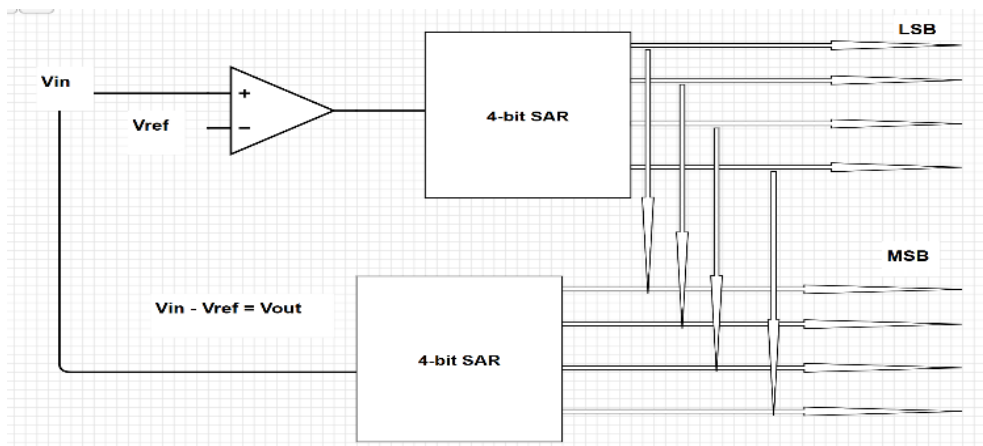 LSB
Vin
+
4-bit SAR
Vref
–
MSB
Vin - Vref = Vout
4-bit SAR